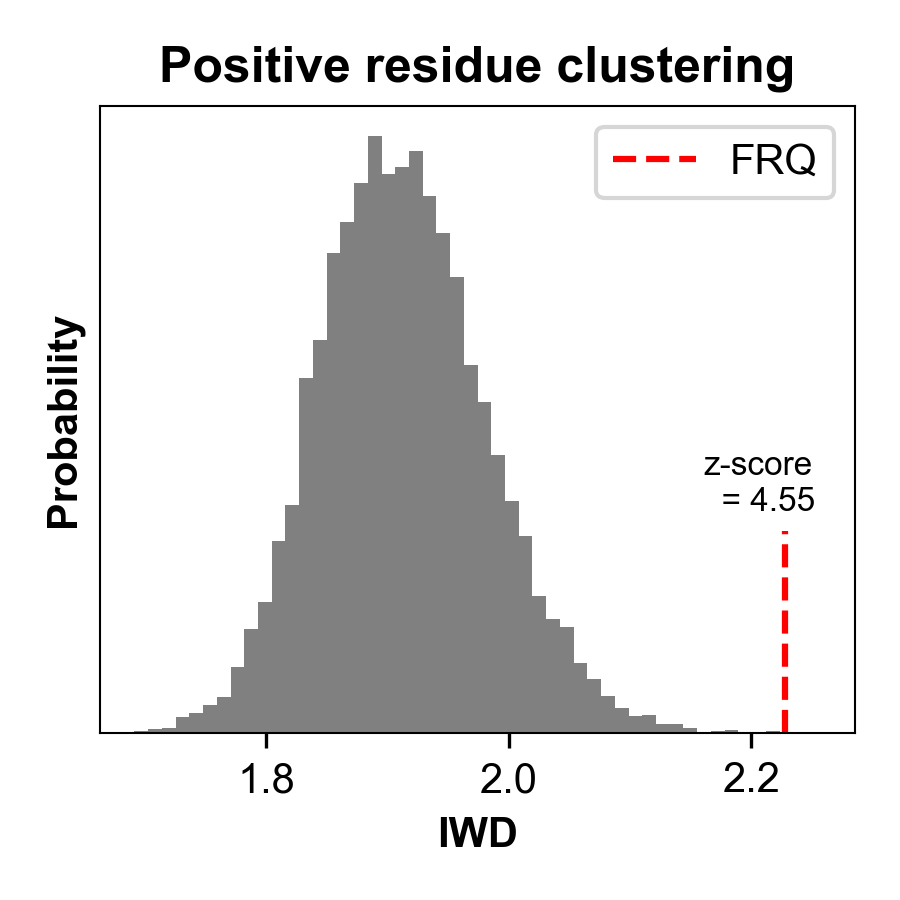 Positive residue clustering
FRQ
Probability
z-score
= 4.55
1.8
2.0
2.2
IWD